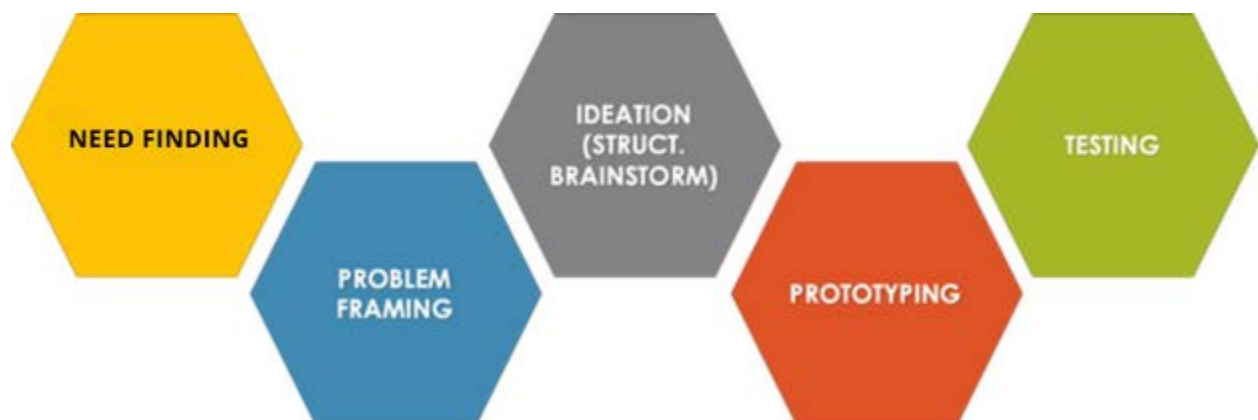 NEED FINDING
PROBLEM
FRAMING
IDEATION
(STRUCT.
BRAINSTORM)
PROTOTYPING
TESTING